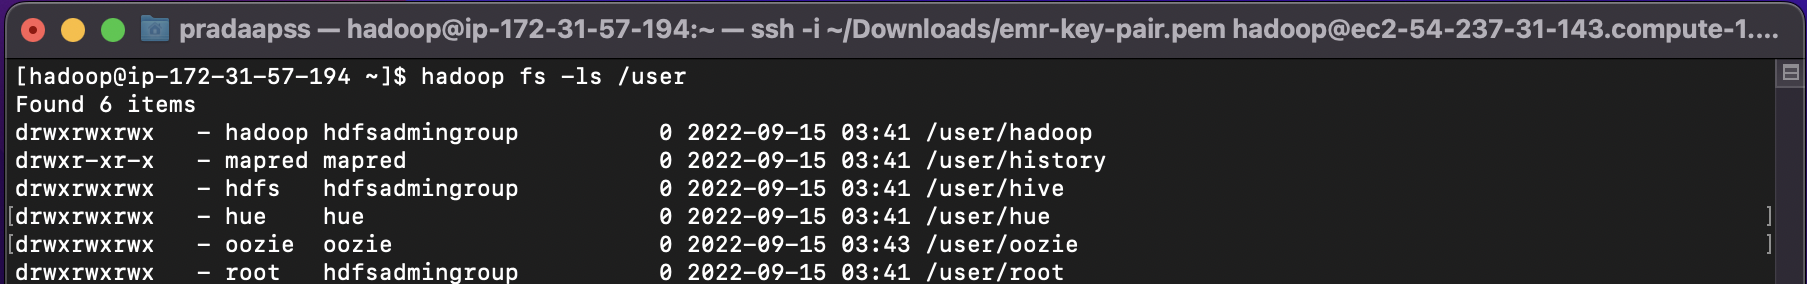 pradaapss — hadoop@ip-172-31-57-194:~ — ssh -i ~/Downloads/emr-key-pair.pem hadoop@ec2-54-237-31-143.compute-1....
[hadoop@ip-172-31-57-194 ~]$ hadoop fs -ls /user
Found 6 items
drwxrwxrwx   - hadoop hdfsadmingroup          0 2022-09-15 03:41 /user/hadoop
drwxr-xr-x   - mapred mapred                  0 2022-09-15 03:41 /user/history
drwxrwxrwx   - hdfs   hdfsadmingroup          0 2022-09-15 03:41 /user/hive
[drwxrwxrwx   - hue    hue                     0 2022-09-15 03:41 /user/hue ]
[drwxrwxrwx   - oozie  oozie                   0 2022-09-15 03:43 /user/oozie ]
drwxrwxrwx   - root   hdfsadmingroup          0 2022-09-15 03:41 /user/root